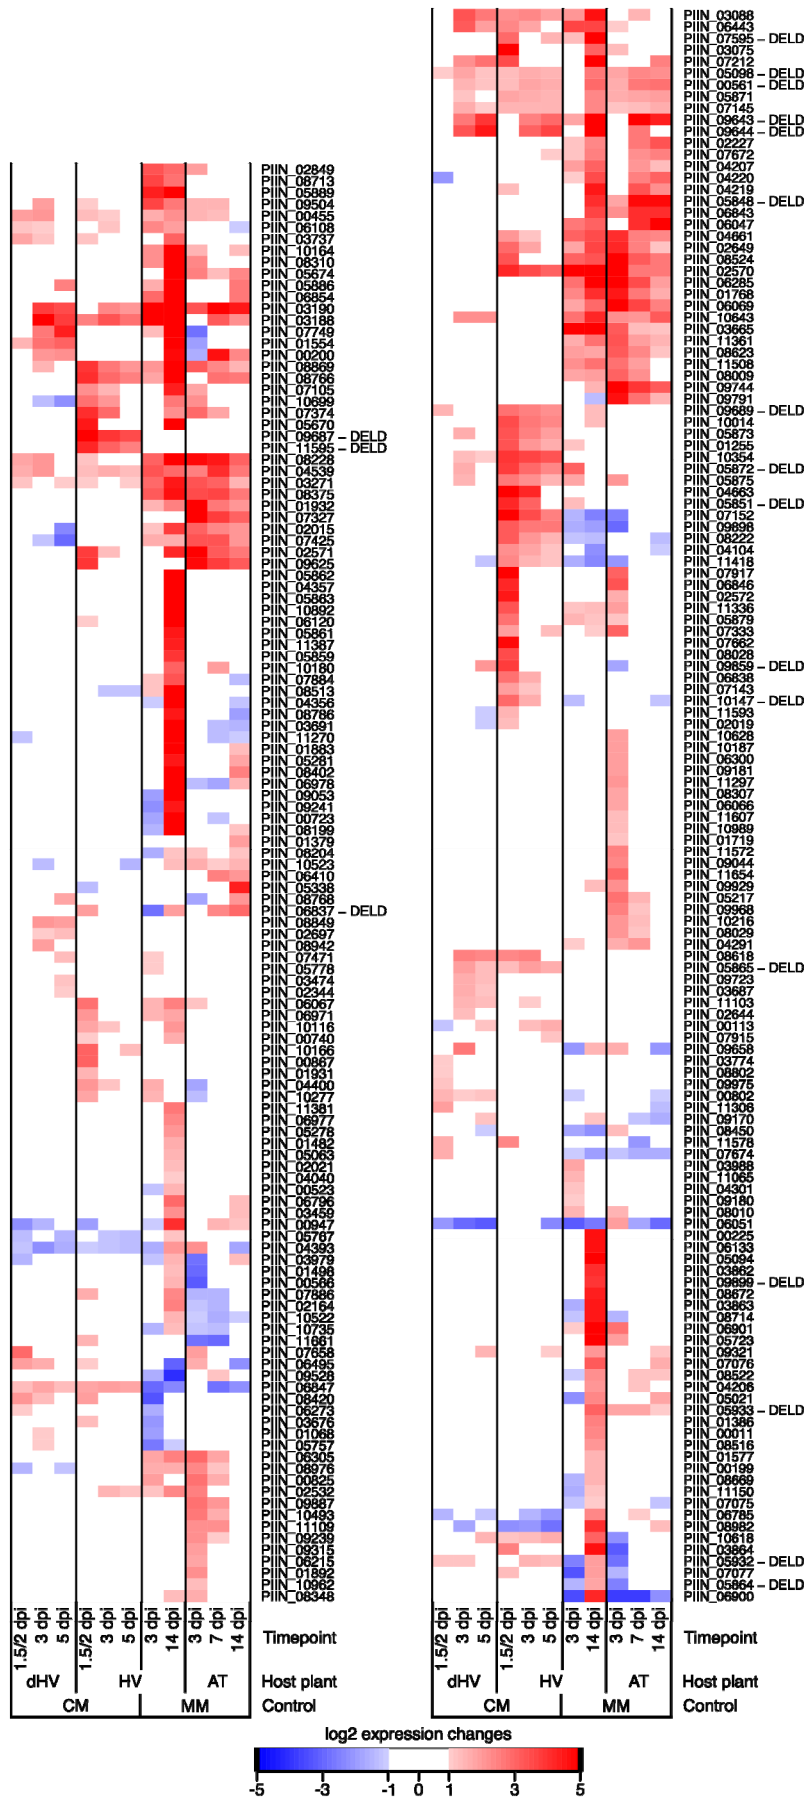 PIIN_02849
PIIN_08713
PIIN_05889
PIIN_09504
PIIN_00455
PIIN_06108
PIIN_03737
PIIN_10164
PIIN_08310
PIIN_05674
PIIN_05886
PIIN_06854
PIIN_03190
PIIN_03188
PIIN_07749
PIIN_01554
PIIN_00200
PIIN_08869
PIIN_08766
PIIN_07105
PIIN_10699
PIIN_07374
PIIN_05670
PIIN_09687 – DELD
PIIN_11595 – DELD
PIIN_08228
PIIN_04539
PIIN_03271
PIIN_08375
PIIN_01932
PIIN_07327
PIIN_02015
PIIN_07425
PIIN_02571
PIIN_09625
PIIN_05862
PIIN_04357
PIIN_05863
PIIN_10892
PIIN_06120
PIIN_05861
PIIN_11387
PIIN_05859
PIIN_10180
PIIN_07884
PIIN_08513
PIIN_04356
PIIN_08786
PIIN_03691
PIIN_11270
PIIN_01883
PIIN_05281
PIIN_08402
PIIN_06978
PIIN_09053
PIIN_09241
PIIN_00723
PIIN_08199
PIIN_01379
PIIN_08204
PIIN_10523
PIIN_06410
PIIN_05338
PIIN_08768
PIIN_06837 – DELD
PIIN_08849
PIIN_02697
PIIN_08942
PIIN_07471
PIIN_05778
PIIN_03474
PIIN_02344
PIIN_06067
PIIN_06971
PIIN_10116
PIIN_00740
PIIN_10166
PIIN_00867
PIIN_01931
PIIN_04400
PIIN_10277
PIIN_11381
PIIN_06977
PIIN_05278
PIIN_01482
PIIN_05063
PIIN_02021
PIIN_04040
PIIN_00523
PIIN_06796
PIIN_03459
PIIN_00947
PIIN_05767
PIIN_04393
PIIN_03979
PIIN_01498
PIIN_00566
PIIN_07886
PIIN_02164
PIIN_10522
PIIN_10735
PIIN_11661
PIIN_07658
PIIN_06495
PIIN_09528
PIIN_06847
PIIN_08420
PIIN_06273
PIIN_03676
PIIN_01068
PIIN_05757
PIIN_06305
PIIN_08976
PIIN_00825
PIIN_02532
PIIN_09887
PIIN_10493
PIIN_11109
PIIN_09239
PIIN_09315
PIIN_06215
PIIN_01892
PIIN_10962
PIIN_08348
1.5/2 dpi 3 dpi 5 dpi 1.5/2 dpi 3 dpi 5 dpi 3 dpi 14 dpi 3 dpi 7 dpi 14 dpi Timepoint
dHV HV AT Host plant
CM MM Control
PIIN_03088
PIIN_06443
PIIN_07595 – DELD
PIIN_03075
PIIN_07212
PIIN_05098 – DELD
PIIN_00561 – DELD
PIIN_05871
PIIN_07145
PIIN_09643 – DELD
PIIN_09644 – DELD
PIIN_02227
PIIN_07672
PIIN_04207
PIIN_04220
PIIN_04219
PIIN_05848 – DELD
PIIN_06843
PIIN_06047
PIIN_04661
PIIN_02649
PIIN_08524
PIIN_02570
PIIN_06285
PIIN_01768
PIIN_06069
PIIN_10643
PIIN_03665
PIIN_11361
PIIN_08623
PIIN_11508
PIIN_08009
PIIN_09744
PIIN_09791
PIIN_09689 – DELD
PIIN_10014
PIIN_05873
PIIN_01255
PIIN_10354
PIIN_05872 – DELD
PIIN_05875
PIIN_04663
PIIN_05851 – DELD
PIIN_07152
PIIN_09896
PIIN_08222
PIIN_04104
PIIN_11418
PIIN_07917
PIIN_06846
PIIN_02572
PIIN_11336
PIIN_05879
PIIN_07333
PIIN_07662
PIIN_08028
PIIN_09859 – DELD
PIIN_06838
PIIN_07143
PIIN_10147 – DELD
PIIN_11593
PIIN_02019
PIIN_10628
PIIN_10187
PIIN_06300
PIIN_09181
PIIN_11297
PIIN_08307
PIIN_06066
PIIN_11607
PIIN_10989
PIIN_01719
PIIN_11572
PIIN_09044
PIIN_11654
PIIN_09929
PIIN_05217
PIIN_09968
PIIN_10216
PIIN_08029
PIIN_04291
PIIN_08618
PIIN_05865 – DELD
PIIN_09723
PIIN_03687
PIIN_11103
PIIN_02644
PIIN_00113
PIIN_07915
PIIN_09658
PIIN_03774
PIIN_08802
PIIN_09975
PIIN_00802
PIIN_11306
PIIN_09170
PIIN_08450
PIIN_11578
PIIN_07674
PIIN_03988
PIIN_11065
PIIN_04301
PIIN_09180
PIIN_08010
PIIN_06051
PIIN_00225
PIIN_06133
PIIN_05094
PIIN_03862
PIIN_09899 – DELD
PIIN_08672
PIIN_03863
PIIN_08714
PIIN_06901
PIIN_05723
PIIN_09321
PIIN_07076
PIIN_08522
PIIN_04206
PIIN_05021
PIIN_05933 – DELD
PIIN_01386
PIIN_00011
PIIN_08516
PIIN_01577
PIIN_00199
PIIN_08669
PIIN_11150
PIIN_07075
PIIN_06785
PIIN_08982
PIIN_10618
PIIN_03864
PIIN_05932 – DELD
PIIN_07077
PIIN_05864 – DELD
PIIN_06900
1.5/2 dpi 3 dpi 5 dpi 1.5/2 dpi 3 dpi 5 dpi 3 dpi 14 dpi 3 dpi 7 dpi 14 dpi Timepoint
dHV HV AT Host plant
CM MM Control
log2 expression changes
-5 -3 -1 0 1 3 5